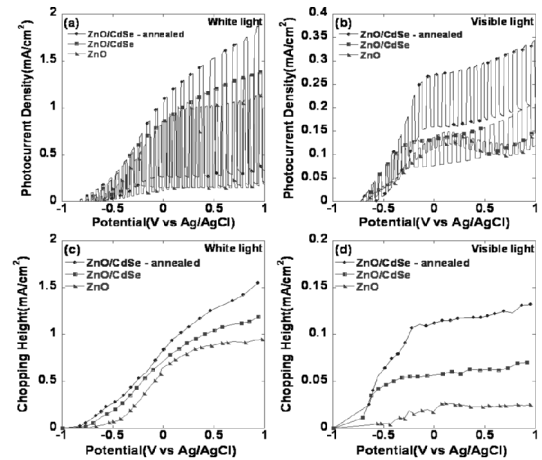 (a) White light
ZnO/CdSe - annealed
ZnO/CdSe
ZnO
Photocurrent Density(mA/cm²)
2
1.5
1
0.5
0
-1 -0.5 0 0.5 1
Potential(V vs Ag/AgCl)
(b) Visible light
ZnO/CdSe - annealed
ZnO/CdSe
ZnO
Photocurrent Density(mA/cm²)
0.4
0.35
0.3
0.25
0.2
0.15
0.1
0.05
0
-1 -0.5 0 0.5 1
Potential(V vs Ag/AgCl)
(c) White light
ZnO/CdSe - annealed
ZnO/CdSe
ZnO
Chopping Height(mA/cm²)
2
1.5
1
0.5
0
-1 -0.5 0 0.5 1
Potential(V vs Ag/AgCl)
(d) Visible light
ZnO/CdSe - annealed
ZnO/CdSe
ZnO
Chopping Height(mA/cm²)
0.2
0.15
0.1
0.05
0
-1 -0.5 0 0.5 1
Potential(V vs Ag/AgCl)